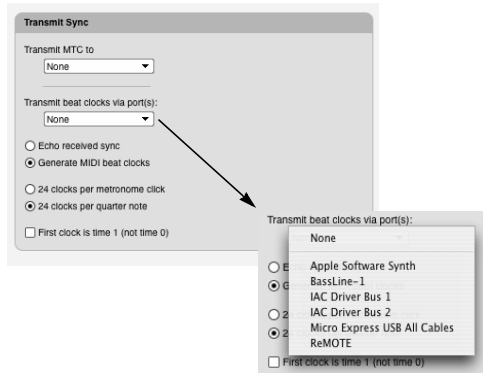 Transmit Sync
Transmit MTC to
None
Transmit beat clocks via port(s):
None
Echo received sync
Generate MIDI beat clocks
24 clocks per metronome click
24 clocks per quarter note
First clock is time 1 (not time 0)
Transmit beat clocks via port(s):
None
Apple Software Synth
BassLine-1
IAC Driver Bus 1
IAC Driver Bus 2
Micro Express USB All Cables
ReMOTE
First clock is time 1 (not time 0)